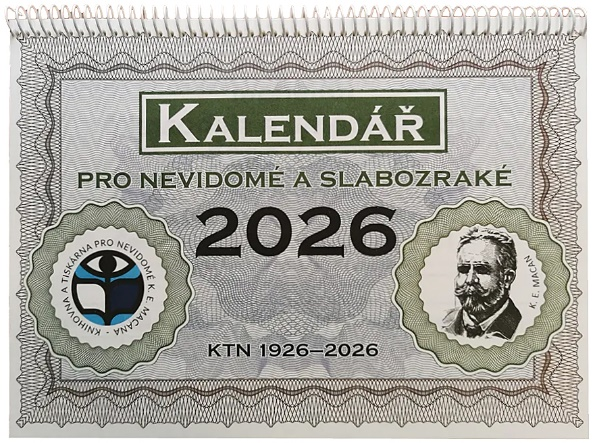 KALENDÁŘ
PRO NEVIDOMÉ A SLABOZRAKÉ
2026
KNIHOVNA A TISKÁRNA PRO NEVIDOMÉ K. E. MACANA -
K. E. MACAN
KTN 1926–2026